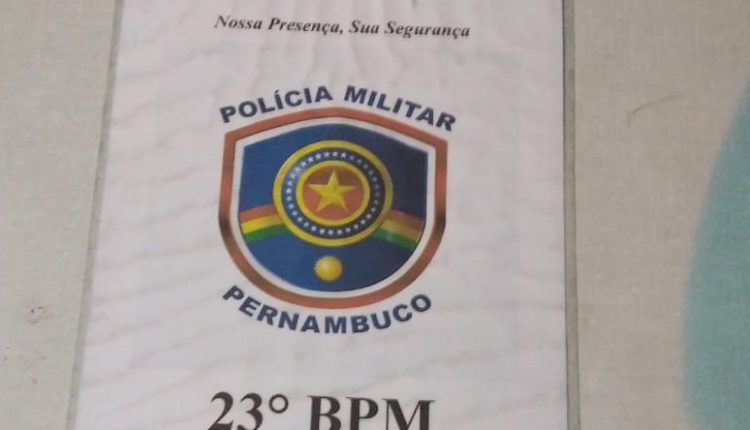 Nossa Presença, Sua Segurança
POLÍCIA MILITAR
PERNAMBUCO
23° BPM